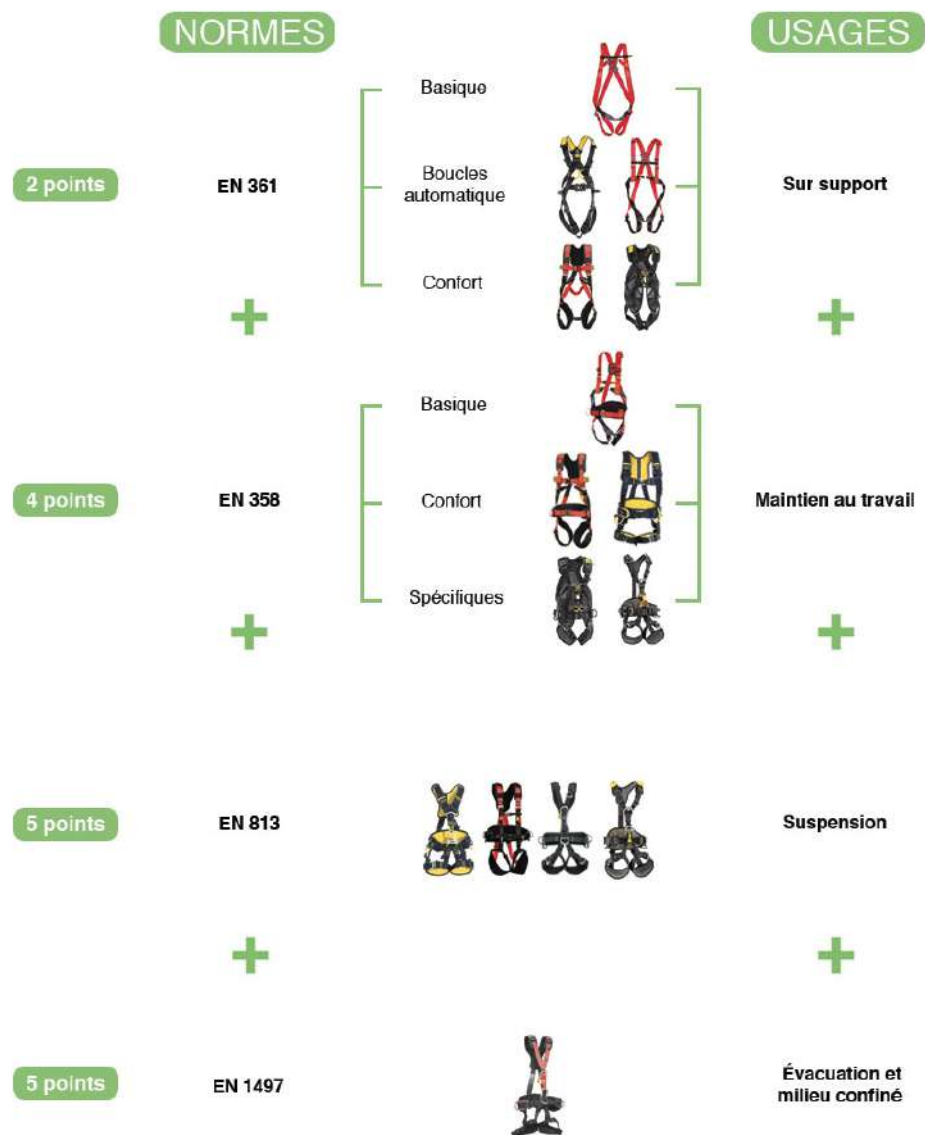 NORMES
USAGES
Basique
2 points
EN 361
Boucles
automatique
Sur support
Confort
+
+
Basique
4 points
EN 358
Confort
Maintien au travail
Spécifiques
+
+
5 points
EN 813
Suspension
+
+
5 points
EN 1497
Évacuation et
milieu confiné